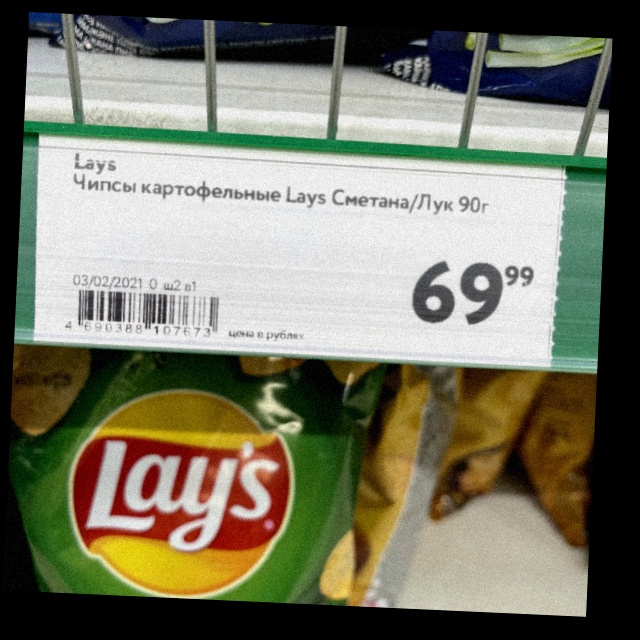 Lays
Чипсы картофельные Lays Сметана/Лук 90г
69 99
03/02/2021 0 ш2 в1
4 690388 107673
цена в рублях
Lay's